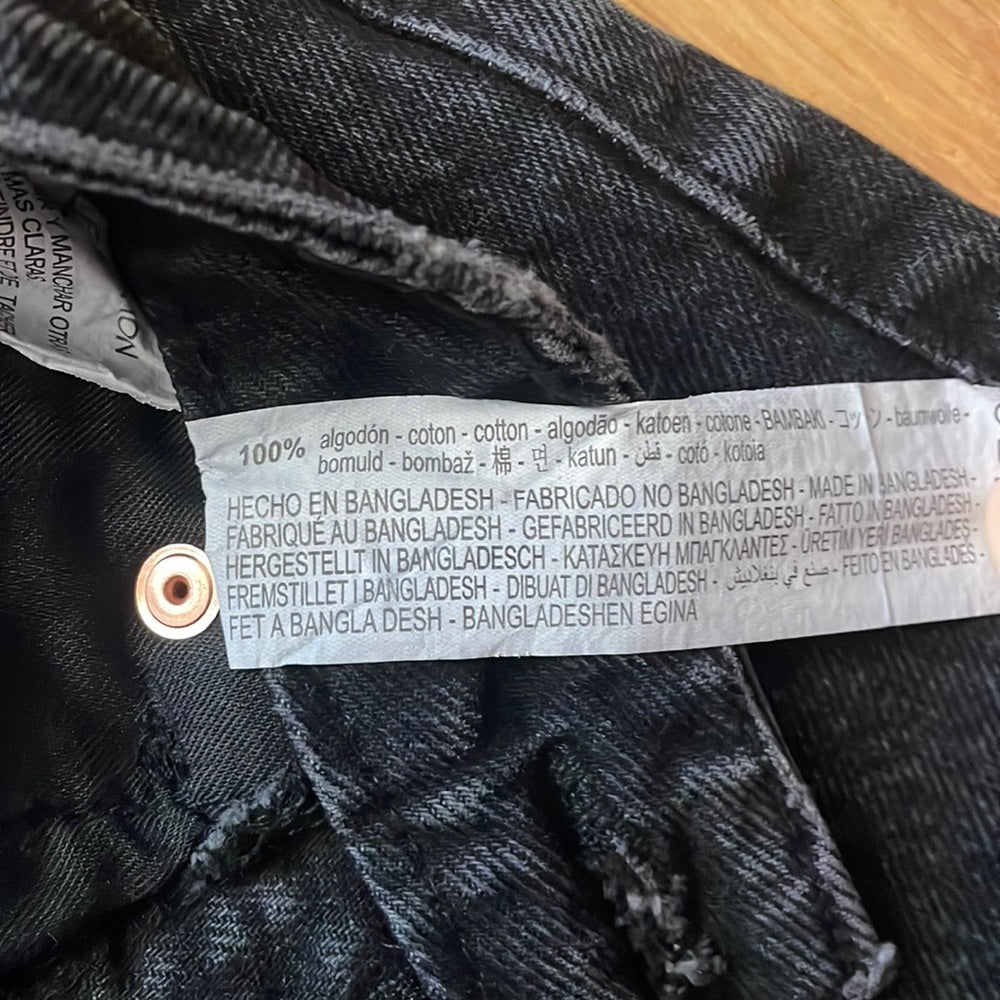 Y MANCHAR OTR
MAS CLARAS
100% algodón - coton - cotton - algodão - katoen - cotone - BAMBAKI - コットン - baumwolle -
bomuld - bombaž - 棉 - 면 - katun - قطن - cotó - kotoia
HECHO EN BANGLADESH - FABRICADO NO BANGLADESH - MADE IN BANGLADESH -
FABRIQUÉ AU BANGLADESH - GEFABRICEERD IN BANGLADESH - FATTO IN BANGLADESH -
HERGESTELLT IN BANGLADESCH - ΚΑΤΑΣΚΕΥΗ ΜΠΑΓΚΛΑΝΤΕΣ - ÜRETIM YERI BANGLADEŞ -
FREMSTILLET I BANGLADESH - DIBUAT DI BANGLADESH - صنع في بنغلاديش - FEITO EN BANGLADÉS -
FET A BANGLA DESH - BANGLADESHEN EGINA